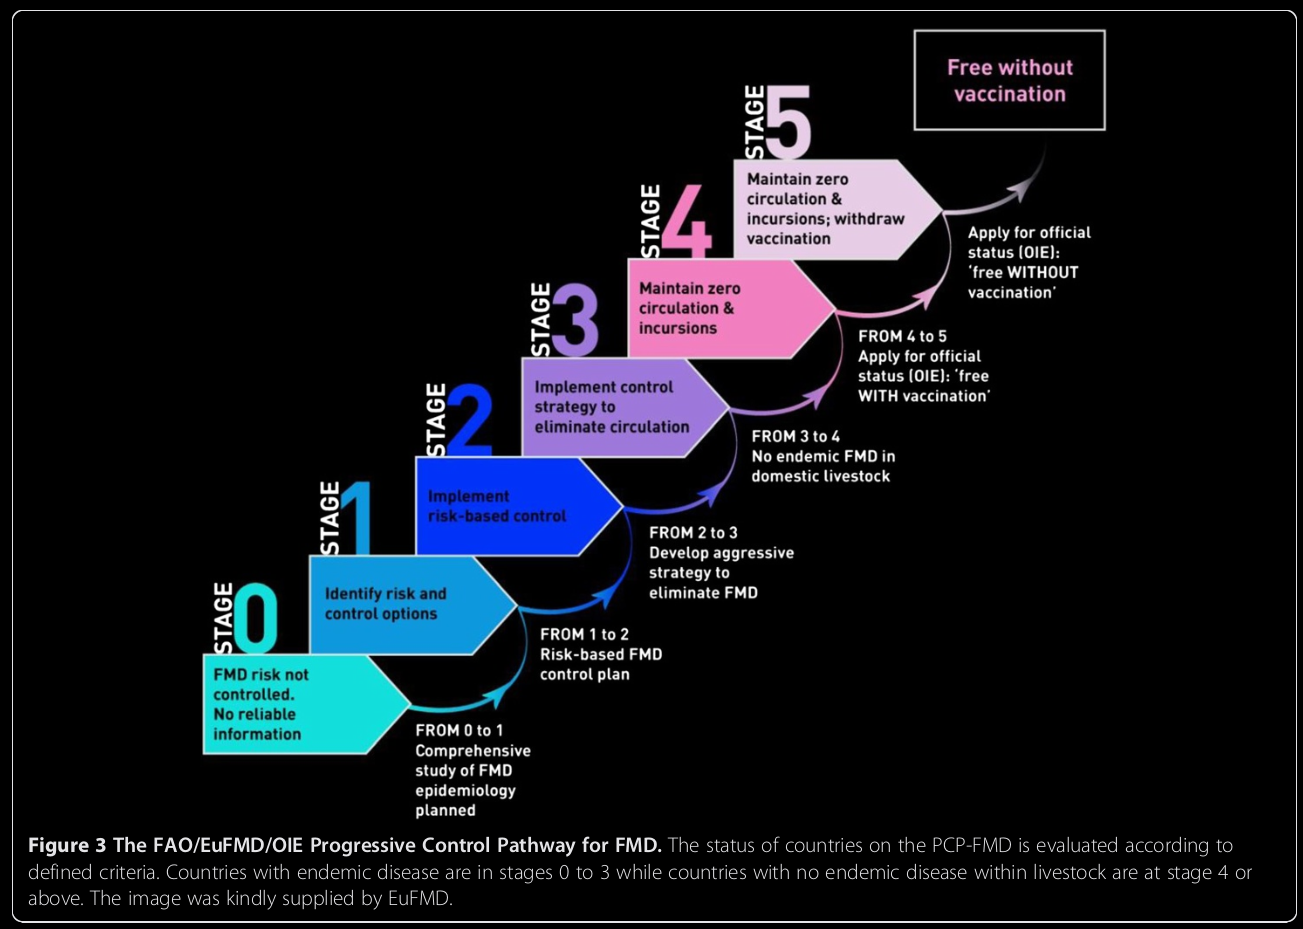 Free without
vaccination
STAGE 5
Maintain zero
circulation &
incursions; withdraw
vaccination
Apply for official
status (OIE):
‘free WITHOUT
vaccination’
STAGE 4
Maintain zero
circulation &
incursions
FROM 4 to 5
Apply for official
status (OIE): ‘free
WITH vaccination’
STAGE 3
Implement control
strategy to
eliminate circulation
FROM 3 to 4
No endemic FMD in
domestic livestock
STAGE 2
Implement
risk-based control
FROM 2 to 3
Develop aggressive
strategy to
eliminate FMD
STAGE 1
Identify risk and
control options
FROM 1 to 2
Risk-based FMD
control plan
STAGE 0
FMD risk not
controlled.
No reliable
information
FROM 0 to 1
Comprehensive
study of FMD
epidemiology
planned
Figure 3 The FAO/EuFMD/OIE Progressive Control Pathway for FMD. The status of countries on the PCP-FMD is evaluated according to
defined criteria. Countries with endemic disease are in stages 0 to 3 while countries with no endemic disease within livestock are at stage 4 or
above. The image was kindly supplied by EuFMD.